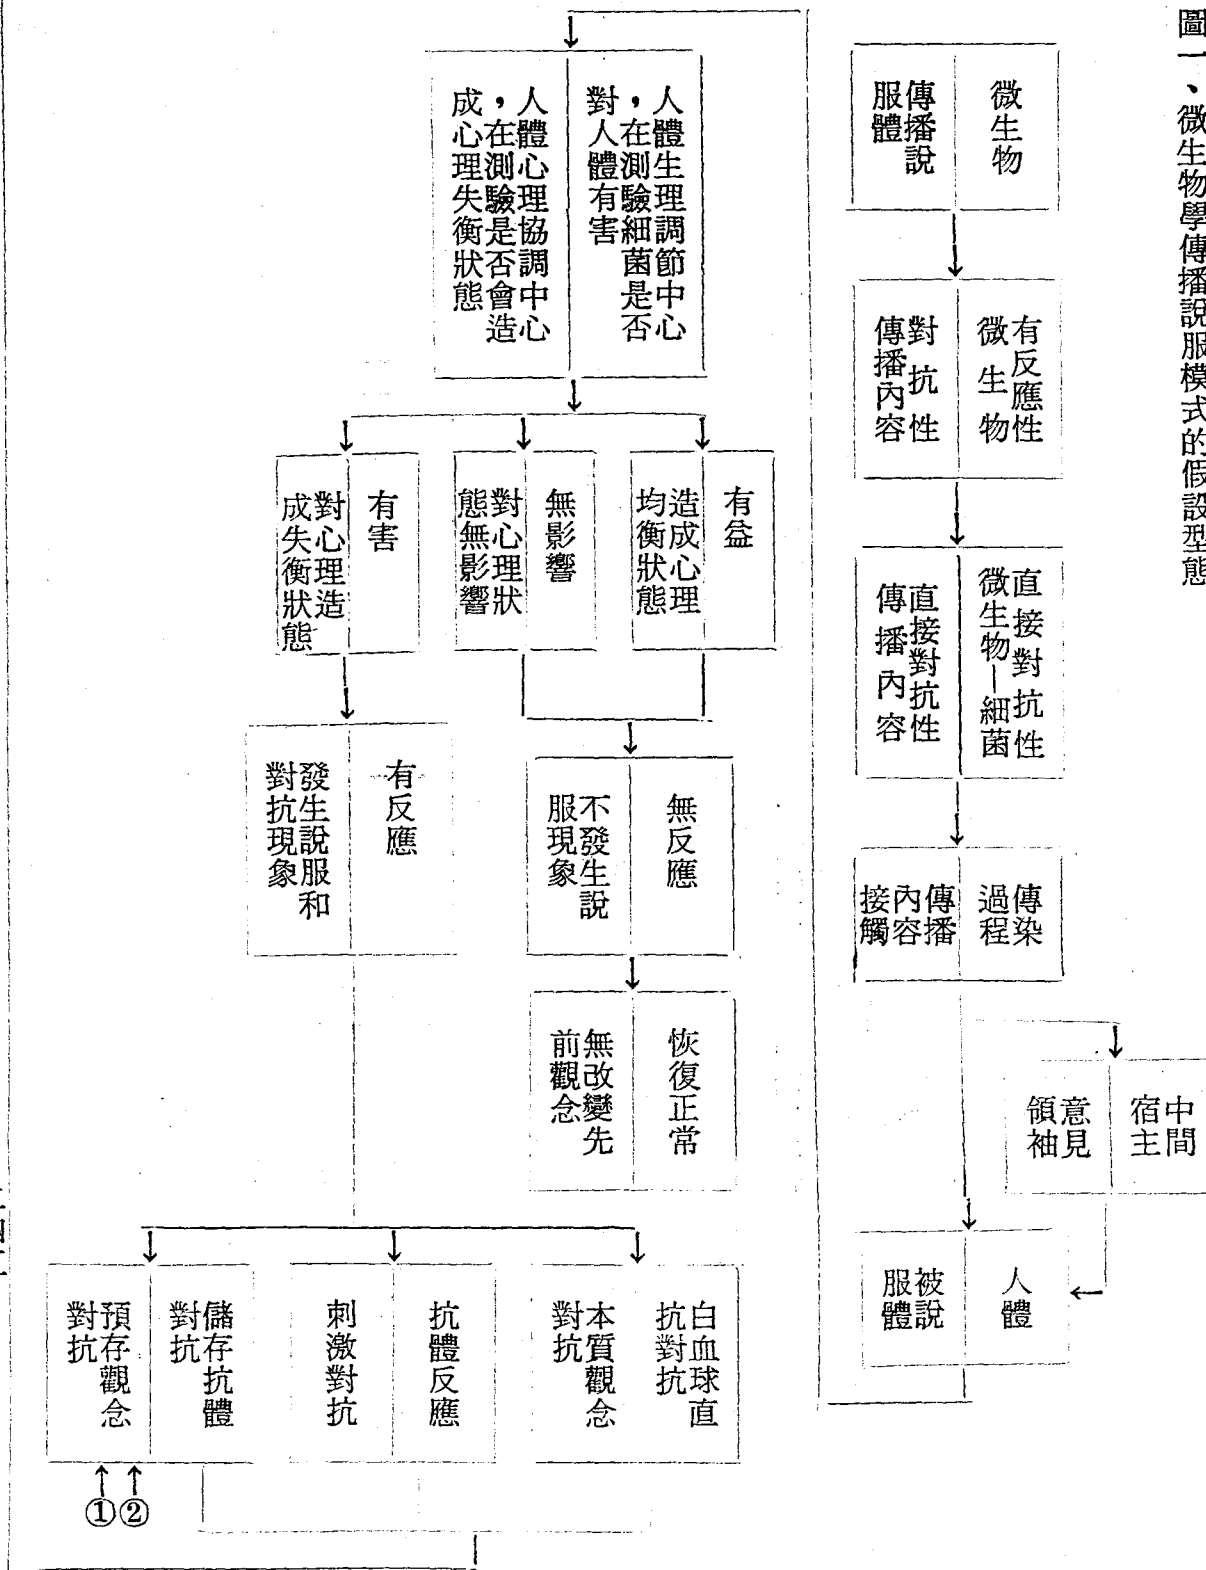 圖一、微生物學傳播說服模式的假設型態
微生物
傳播說
服體
有反應性
微生物
對抗性
傳播內容
直接對抗性
微生物—細菌
直接對抗性
傳播內容
傳染
過程
傳播
內容
接觸
中間
宿主
意見
領袖
人體
被說
服體
人體生理調節中心
，在測驗細菌是否
對人體有害
人體心理協調中心
，在測驗是否會造
成心理失衡狀態
有益
造成心理
均衡狀態
無影響
對心理狀
態無影響
有害
對心理造
成失衡狀態
無反應
不發生說
服現象
有反應
發生說服和
對抗現象
恢復正常
無改變先
前觀念
白血球直
抗對抗
本質觀念
對抗
抗體反應
刺激對抗
儲存抗體
對抗
預存觀念
對抗
①②